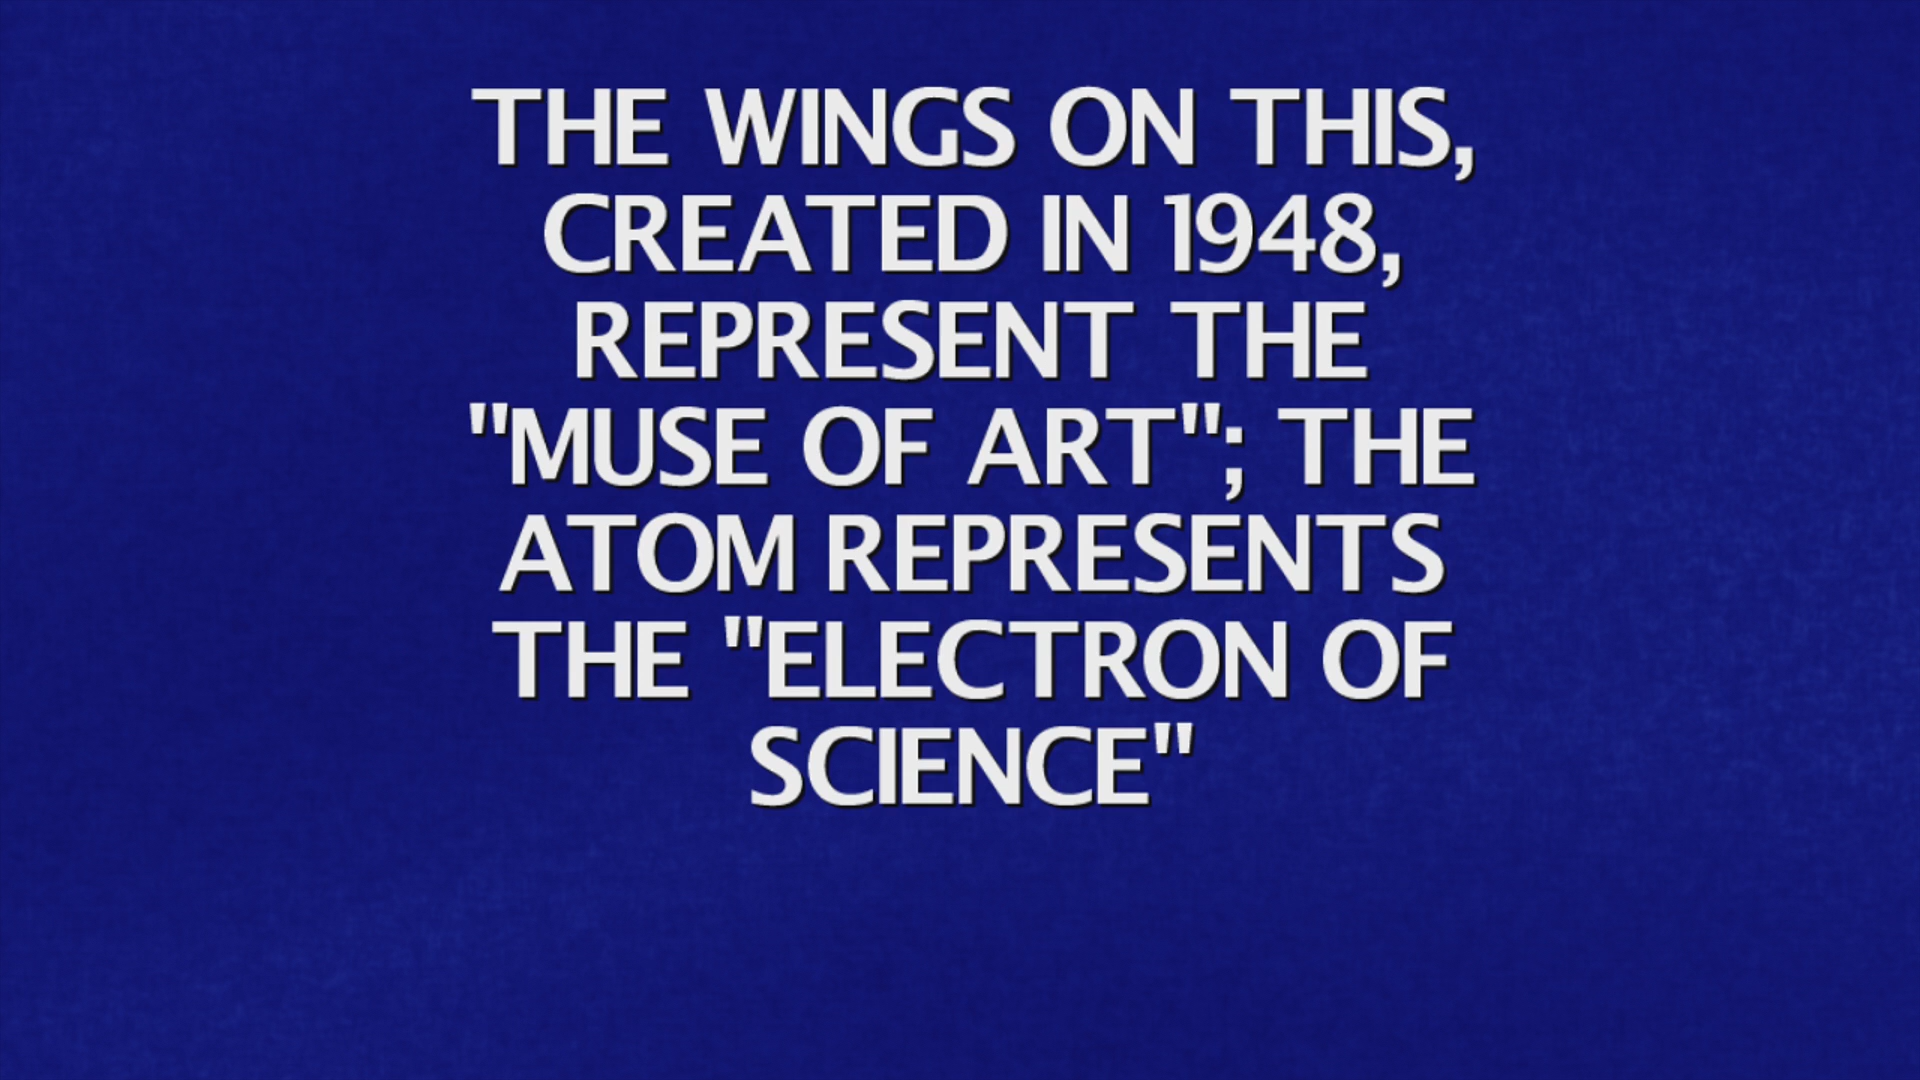 THE WINGS ON THIS,
CREATED IN 1948,
REPRESENT THE
"MUSE OF ART"; THE
ATOM REPRESENTS
THE "ELECTRON OF
SCIENCE"